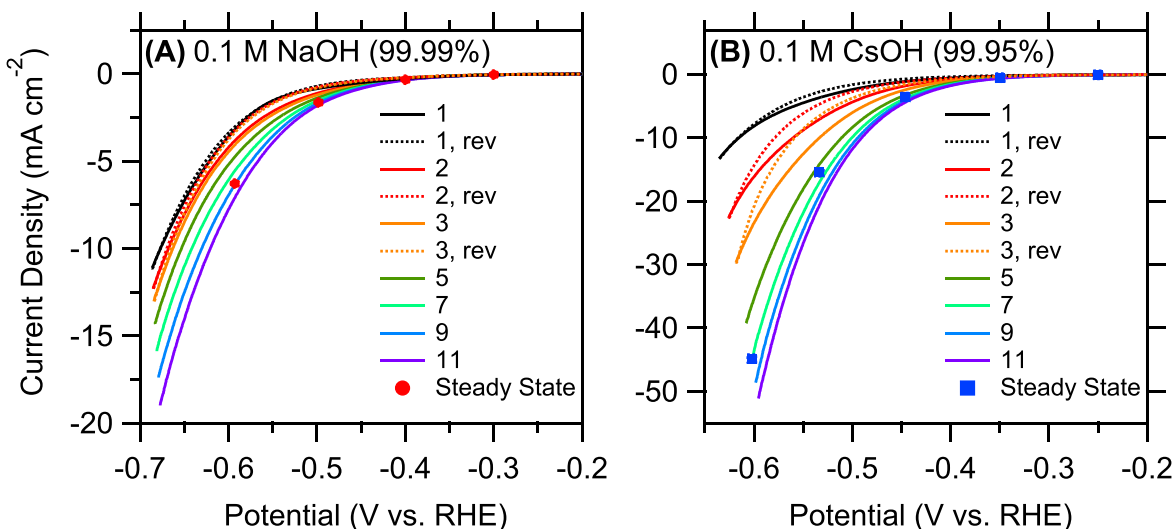 (A) 0.1 M NaOH (99.99%)
Current Density (mA cm-2)
0
-5
-10
-15
-20
1
1, rev
2
2, rev
3
3, rev
5
7
9
11
Steady State
-0.7
-0.6
-0.5
-0.4
-0.3
-0.2
Potential (V vs. RHE)
(B) 0.1 M CsOH (99.95%)
0
-10
-20
-30
-40
-50
1
1, rev
2
2, rev
3
3, rev
5
7
9
11
Steady State
-0.6
-0.5
-0.4
-0.3
-0.2
Potential (V vs. RHE)